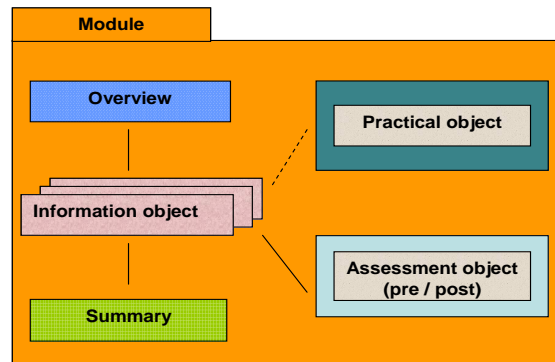 Module
Overview
Practical object
Information object
Assessment object
(pre / post)
Summary